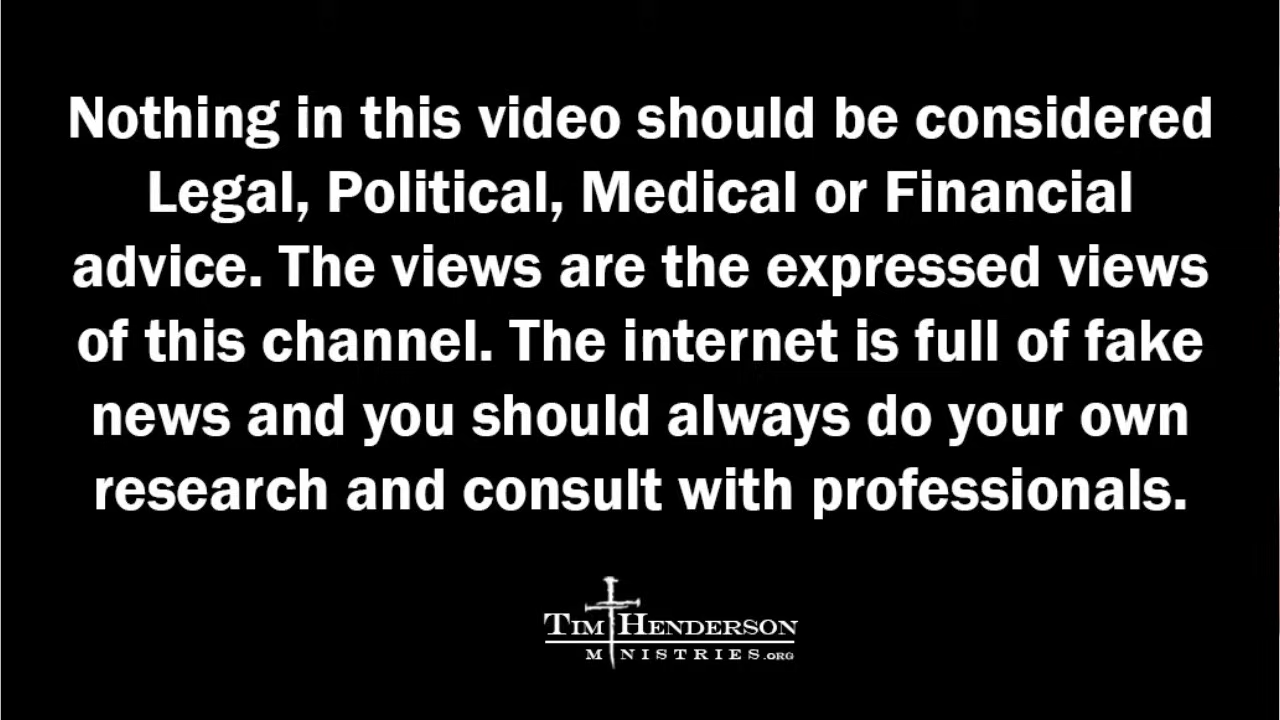 Nothing in this video should be considered
Legal, Political, Medical or Financial
advice. The views are the expressed views
of this channel. The internet is full of fake
news and you should always do your own
research and consult with professionals.
TIM HENDERSON
MINISTRIES.ORG